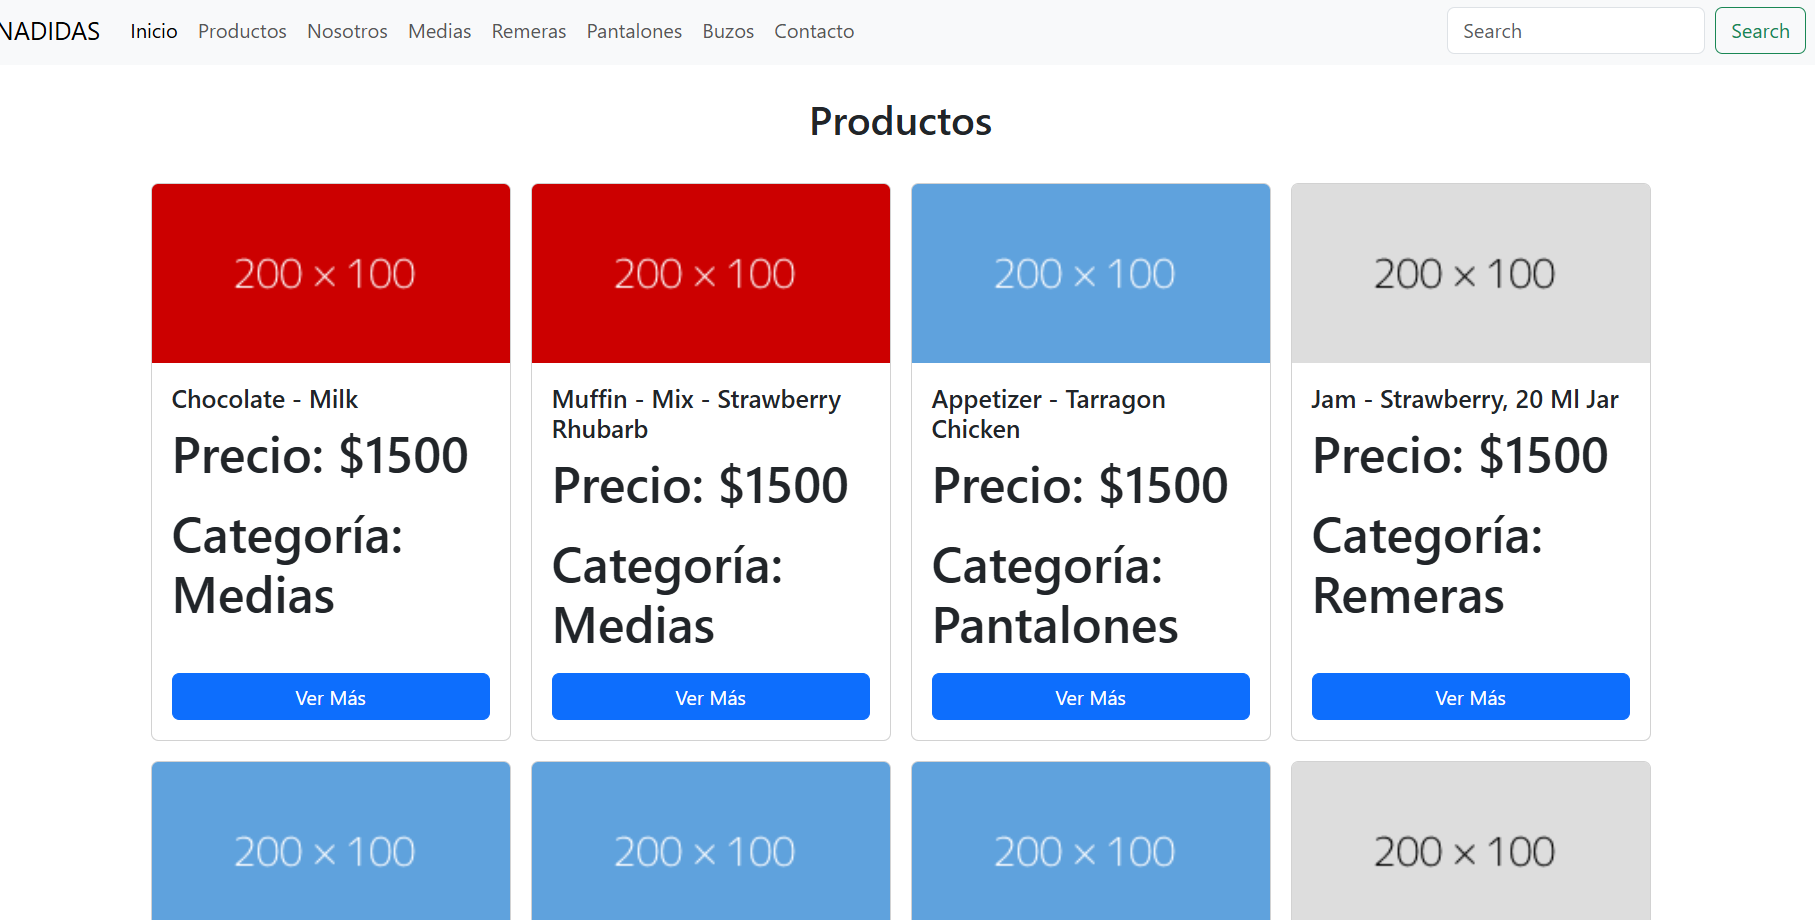 NADIDAS Inicio Productos Nosotros Medias Remeras Pantalones Buzos Contacto Search Search
Productos
200 × 100
Chocolate - Milk
Precio: $1500
Categoría:
Medias
Ver Más
200 × 100
Muffin - Mix - Strawberry
Rhubarb
Precio: $1500
Categoría:
Medias
Ver Más
200 × 100
Appetizer - Tarragon
Chicken
Precio: $1500
Categoría:
Pantalones
Ver Más
200 × 100
Jam - Strawberry, 20 Ml Jar
Precio: $1500
Categoría:
Remeras
Ver Más
200 × 100
200 × 100
200 × 100
200 × 100